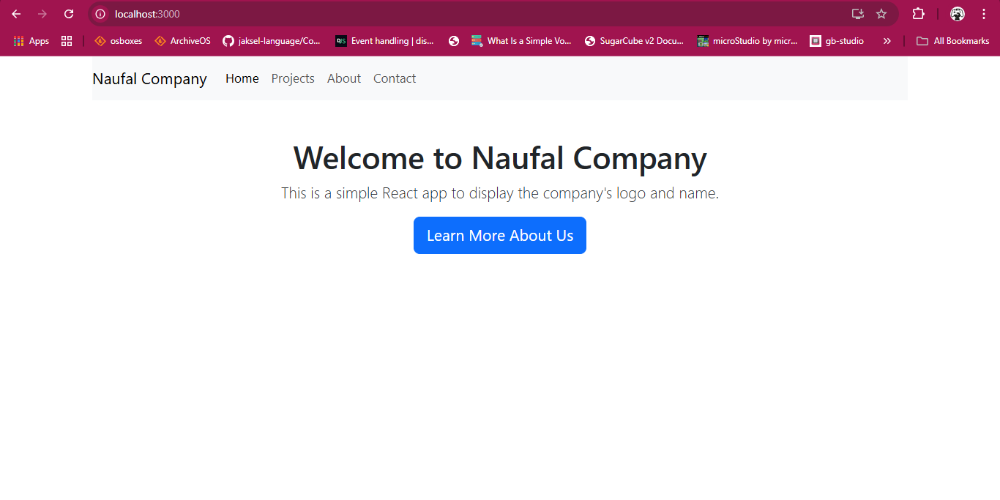 localhost:3000
Apps osboxes ArchiveOS jaksel-language/Co... Event handling | dis... What Is a Simple Vo... SugarCube v2 Docu... microStudio by micr... gb-studio » All Bookmarks
Naufal Company Home Projects About Contact
Welcome to Naufal Company
This is a simple React app to display the company's logo and name.
Learn More About Us